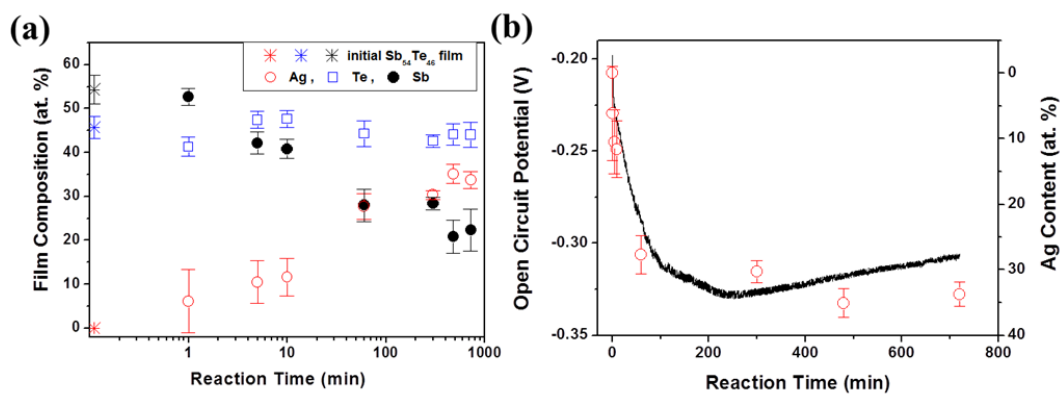 (a)
Film Composition (at. %)
60
50
40
30
20
10
0
initial Sb54Te46 film
Ag , Te , Sb
1 10 100 1000
Reaction Time (min)
(b)
Open Circuit Potential (V)
-0.20
-0.25
-0.30
-0.35
0 200 400 600 800
Reaction Time (min)
0
10
20
30
40
Ag Content (at. %)